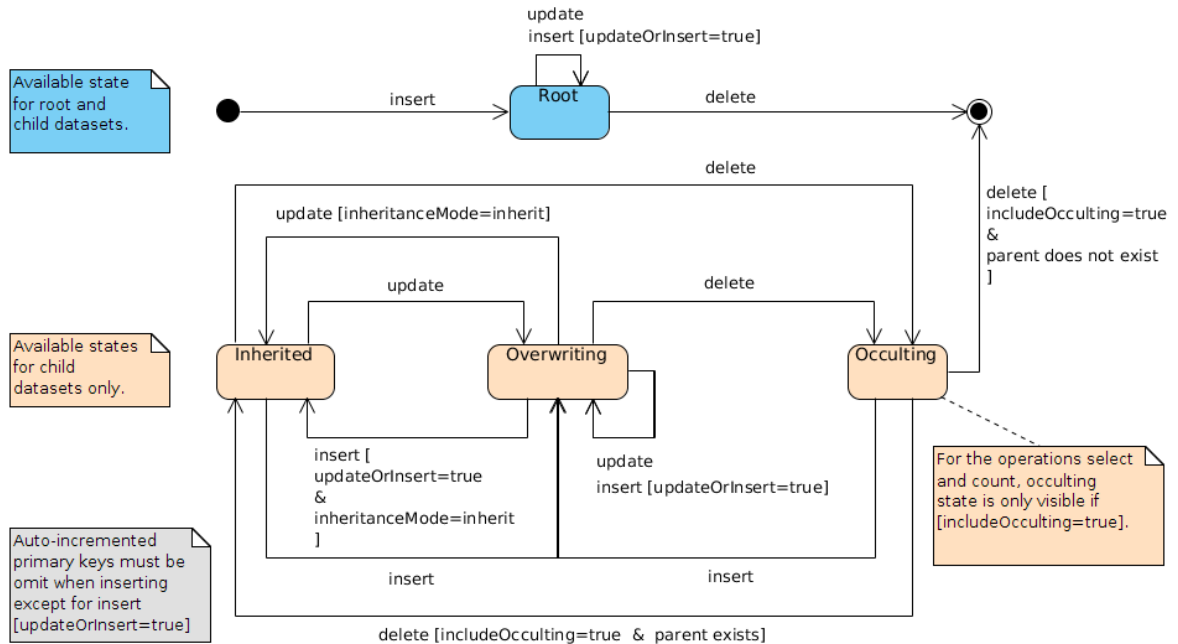 update
insert [updateOrInsert=true]
Available state
for root and
child datasets.
insert
Root
delete
delete
update [inheritanceMode=inherit]
delete [
includeOcculting=true
&
parent does not exist
]
update
delete
Available states
for child
datasets only.
Inherited
Overwriting
Occulting
insert [
updateOrInsert=true
&
inheritanceMode=inherit
]
update
insert [updateOrInsert=true]
For the operations select
and count, occulting
state is only visible if
[includeOcculting=true].
Auto-incremented
primary keys must be
omit when inserting
except for insert
[updateOrInsert=true]
insert
insert
delete [includeOcculting=true & parent exists]